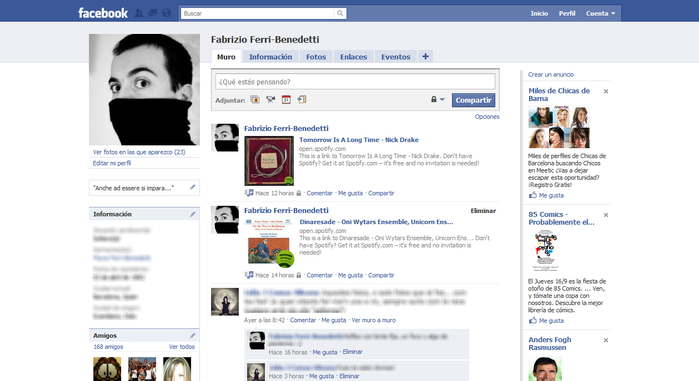 facebook
Buscar
Inicio Perfil Cuenta
Fabrizio Ferri-Benedetti
Muro Información Fotos Enlaces Eventos +
¿Qué estás pensando?
Adjuntar:
31
Compartir
Opciones
Ver fotos en las que aparezco (23)
Editar mi perfil
"Anche ad essere si impara..."
Información
Amigos
168 amigos Ver todos
Fabrizio Ferri-Benedetti
Tomorrow Is A Long Time - Nick Drake
open.spotify.com
This is a link to Tomorrow Is A Long Time - Nick Drake. Don't have
Spotify? Get it at Spotify.com – it's free and no invitation is
needed!
Hace 12 horas · Comentar · Me gusta · Compartir
Fabrizio Ferri-Benedetti
Eliminar
Dinaresade - Oni Wytars Ensemble, Unicorn Ens...
open.spotify.com
This is a link to Dinaresade - Oni Wytars Ensemble, Unicorn Ens... Don't
have Spotify? Get it at Spotify.com – it's free and no invitation is
needed!
Hace 14 horas · Comentar · Me gusta · Compartir
Ayer a las 8:42 · Comentar · Me gusta · Ver muro a muro
Hace 16 horas · Me gusta · Eliminar
Hace 3 horas · Me gusta · Eliminar
Crear un anuncio
Miles de Chicas de
Barna
Miles de perfiles de Chicas de
Barcelona buscando Chicos
en Meetic ¿Vas a dejar
escapar esta oportunidad?
¡Registro Gratis!
Me gusta
85 Comics -
Probablemente el...
El Jueves 16/9 es la fiesta de
otoño de 85 Comics. ... Ven,
y tómate una copa con
nosotros. Descubre la mejor
librería de cómics.
Me gusta
Anders Fogh
Rasmussen